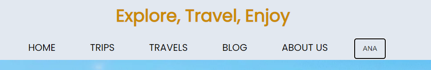 Explore, Travel, Enjoy
HOME TRIPS TRAVELS BLOG ABOUT US ANA